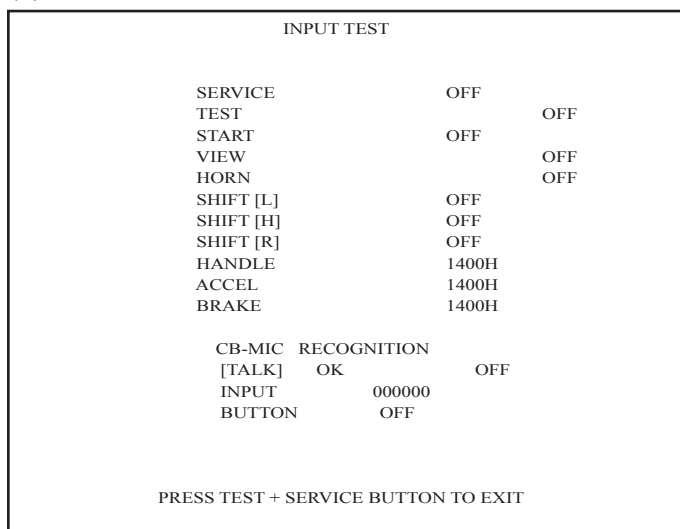 INPUT TEST
SERVICE OFF
TEST OFF
START OFF
VIEW OFF
HORN OFF
SHIFT [L] OFF
SHIFT [H] OFF
SHIFT [R] OFF
HANDLE 1400H
ACCEL 1400H
BRAKE 1400H
CB-MIC RECOGNITION
[TALK] OK OFF
INPUT 000000
BUTTON OFF
PRESS TEST + SERVICE BUTTON TO EXIT